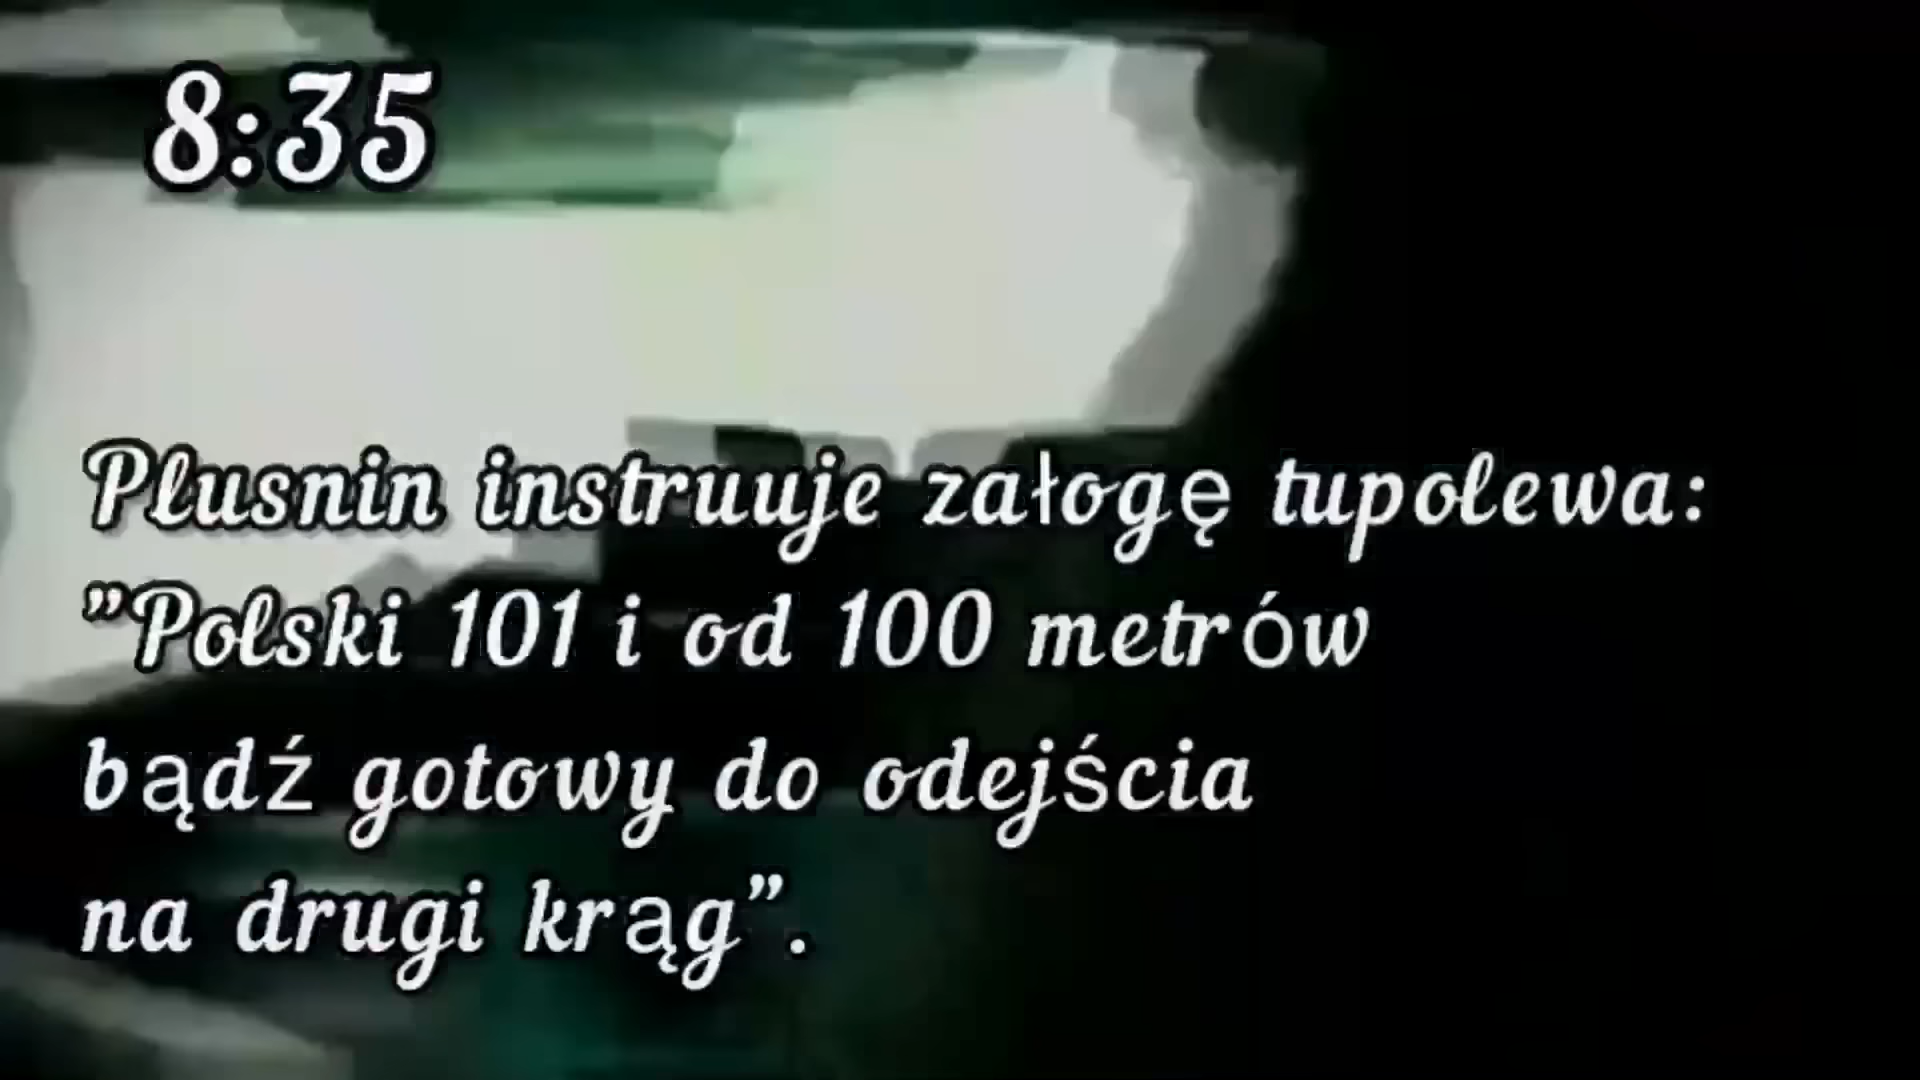 8:35
Plusnin instruuje załogę tupolewa:
"Polski 101 i od 100 metrów
bądź gotowy do odejścia
na drugi krąg".